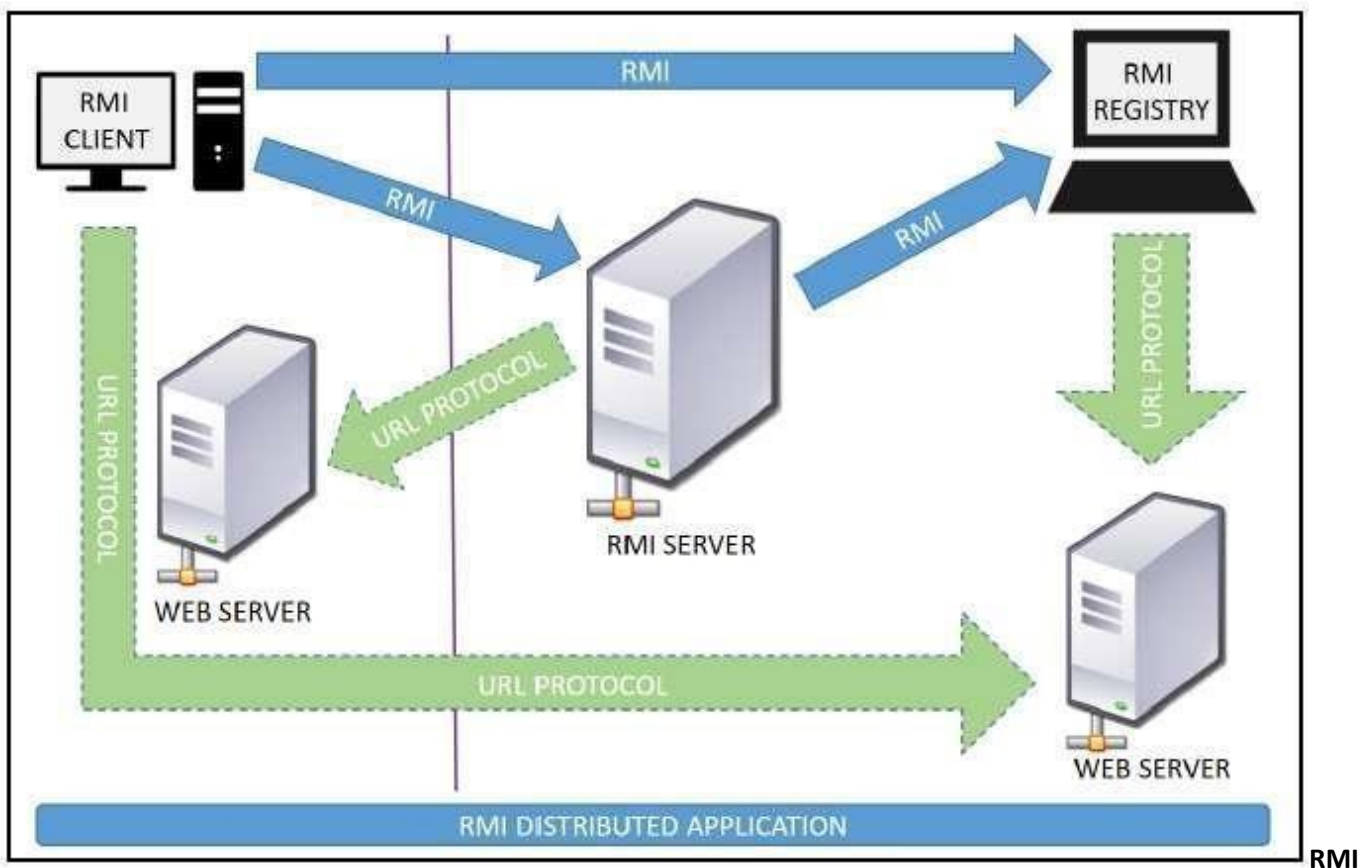 RMI
CLIENT
RMI
RMI
REGISTRY
RMI
RMI
URL PROTOCOL
URL PROTOCOL
URL PROTOCOL
RMI SERVER
WEB SERVER
URL PROTOCOL
WEB SERVER
RMI DISTRIBUTED APPLICATION
RMI